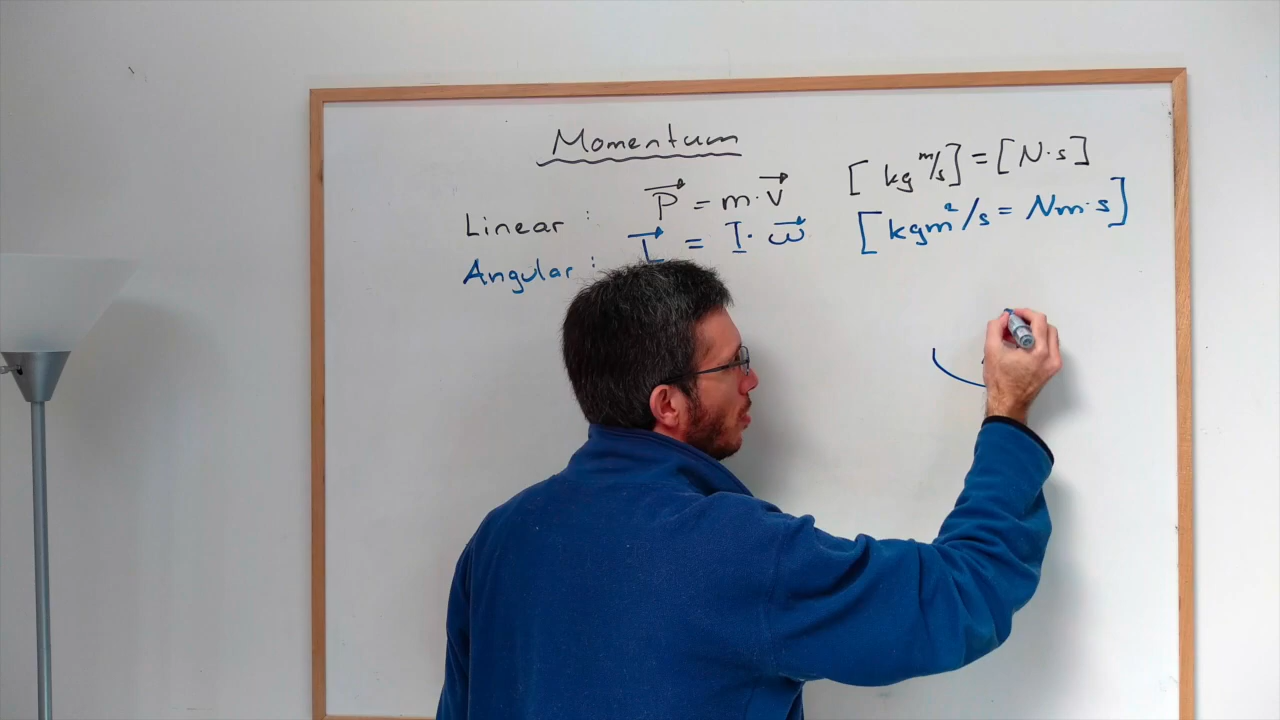 Momentum
Linear : P⃗ = m·v⃗ [kg m/s] = [N·s]
Angular : L⃗ = I·ω⃗ [kgm²/s = Nm·s]